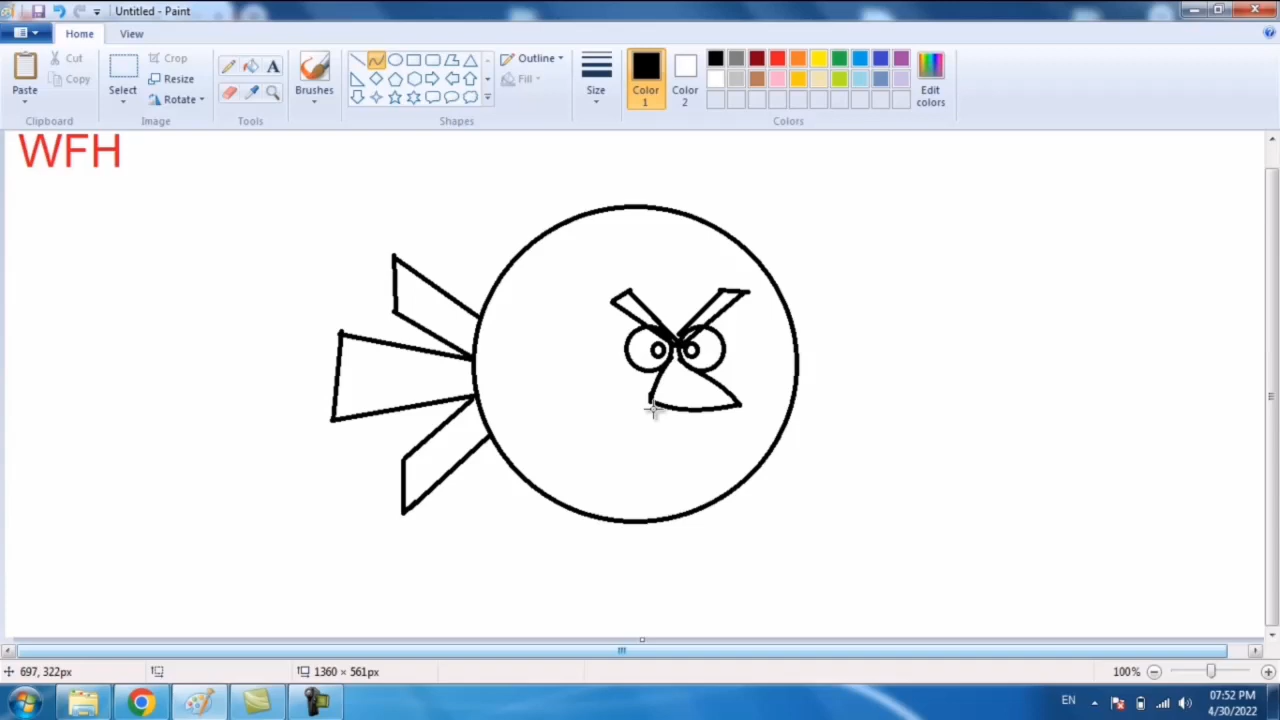 Untitled - Paint
Home View
Paste
Cut
Copy
Clipboard
Select
Crop
Resize
Rotate
Image
A
Tools
Brushes
Shapes
Outline
Fill
Size
Color 1
Color 2
Edit colors
Colors
WFH
697, 322px 1360 × 561px 100%
EN 07:52 PM
4/30/2022